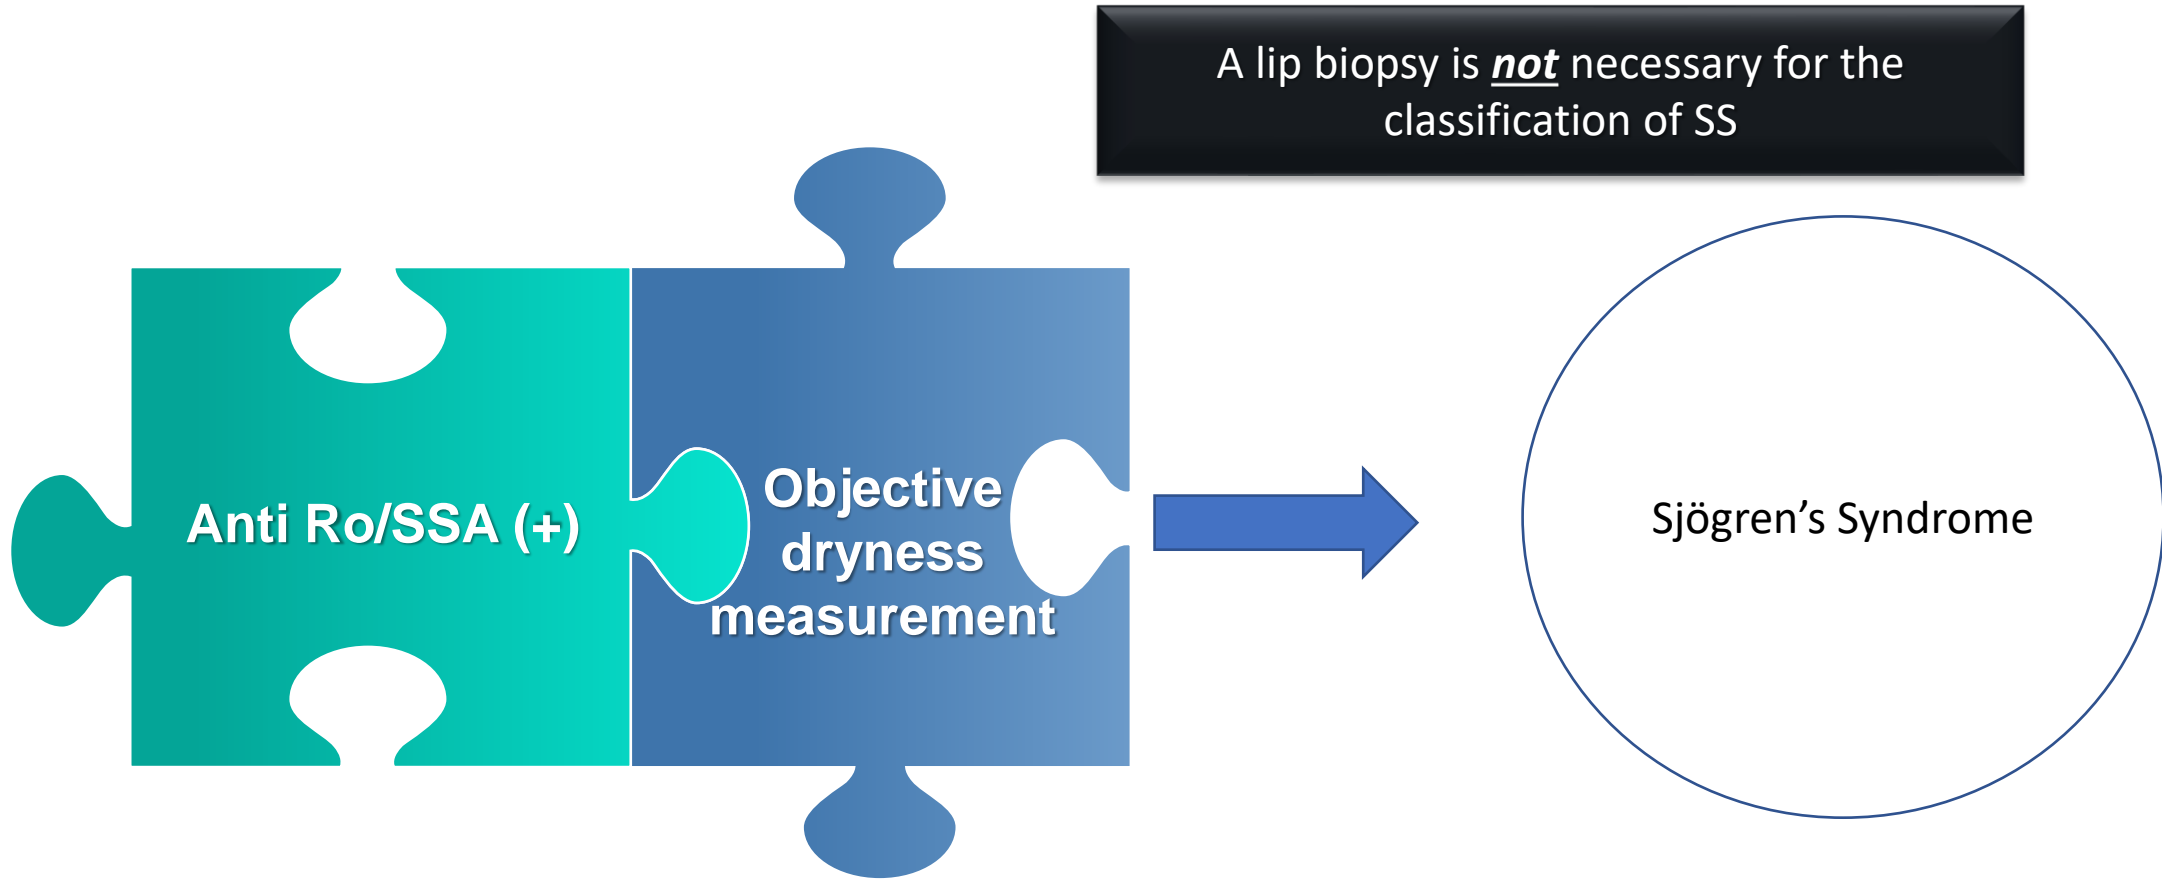 A lip biopsy is not necessary for the
classification of SS
Anti Ro/SSA (+)
Objective
dryness
measurement
Sjögren’s Syndrome